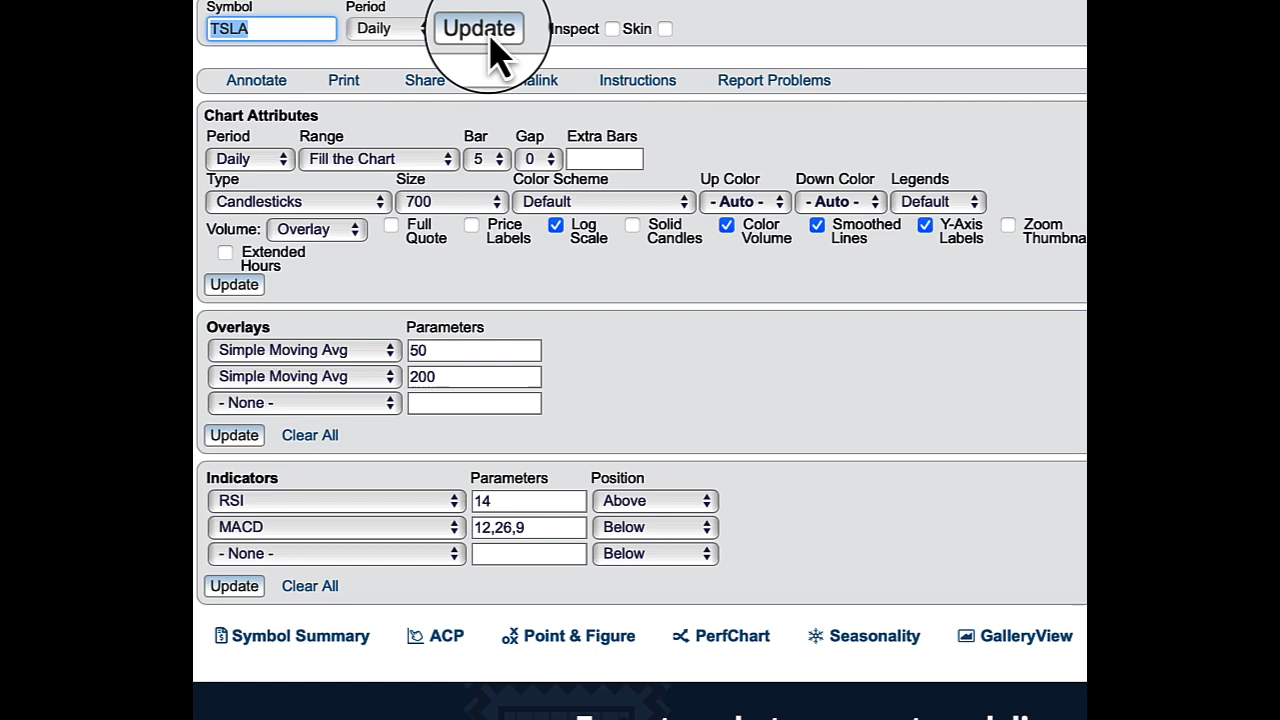 Symbol Period
TSLA Daily Update Inspect Skin
Annotate Print Share Instructions Report Problems
Chart Attributes
Period Range Bar Gap Extra Bars
Daily Fill the Chart 5 0
Type Size Color Scheme Up Color Down Color Legends
Candlesticks 700 Default - Auto - - Auto - Default
Volume: Overlay Full Quote Price Labels Log Scale Solid Candles Color Volume Smoothed Lines Y-Axis Labels Zoom
Extended Hours
Update
Overlays Parameters
Simple Moving Avg 50
Simple Moving Avg 200
- None -
Update Clear All
Indicators Parameters Position
RSI 14 Above
MACD 12,26,9 Below
- None - Below
Update Clear All
Symbol Summary ACP Point & Figure PerfChart Seasonality GalleryView